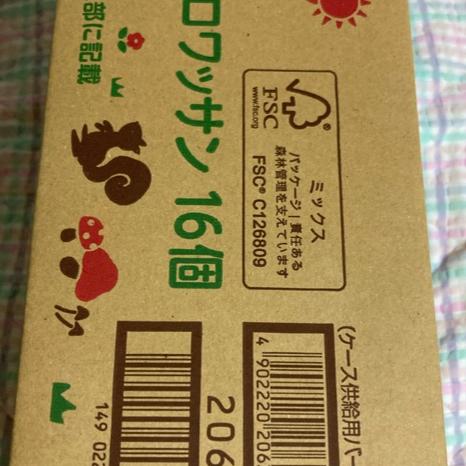 ロワッサン 16個
部に記載
FSC®
www.fsc.org
ミックス
パッケージ｜責任ある
森林管理を支えています
FSC® C126809
(ケース供給用バー
4 902220 206
206
149 022